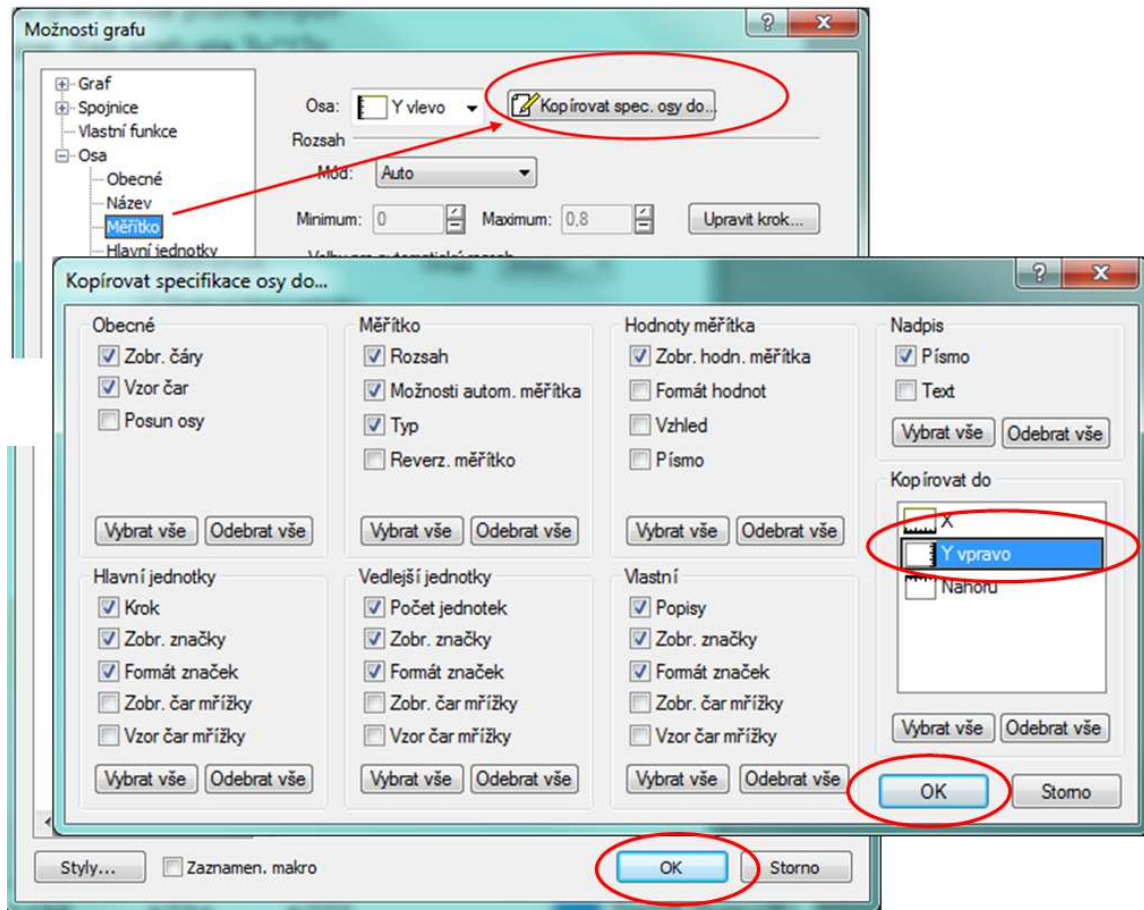 Možnosti grafu
Graf
Spojnice
Vlastní funkce
Osa
Obecné
Název
Měřítko
Hlavní jednotky
Osa: Y vlevo Kopírovat spec. osy do...
Rozsah
Mód: Auto
Minimum: 0 Maximum: 0,8 Upravit krok...
Kopírovat specifikace osy do...
Obecné
Zobr. čáry
Vzor čar
Posun osy
Vybrat vše Odebrat vše
Měřítko
Rozsah
Možnosti autom. měřítka
Typ
Reverz. měřítko
Vybrat vše Odebrat vše
Hodnoty měřítka
Zobr. hodn. měřítka
Formát hodnot
Vzhled
Písmo
Vybrat vše Odebrat vše
Nadpis
Písmo
Text
Vybrat vše Odebrat vše
Hlavní jednotky
Krok
Zobr. značky
Formát značek
Zobr. čar mřížky
Vzor čar mřížky
Vybrat vše Odebrat vše
Vedlejší jednotky
Počet jednotek
Zobr. značky
Formát značek
Zobr. čar mřížky
Vzor čar mřížky
Vybrat vše Odebrat vše
Vlastní
Popisy
Zobr. značky
Formát značek
Zobr. čar mřížky
Vzor čar mřížky
Vybrat vše Odebrat vše
Kopírovat do
X
Y vpravo
Nahoru
Vybrat vše Odebrat vše
OK Storno
Styly... Zaznamen. makro OK Storno